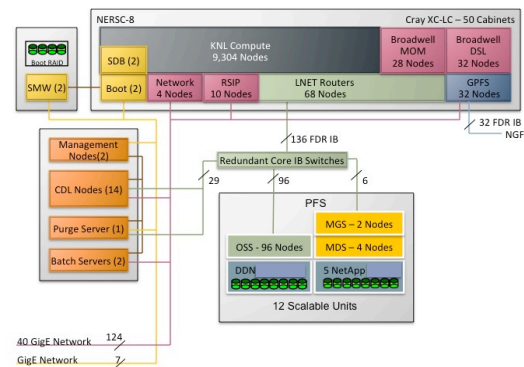 NERSC-8
Cray XC-LC – 50 Cabinets
Boot RAID
SMW (2)
SDB (2)
Boot (2)
KNL Compute
9,304 Nodes
Broadwell
MOM
28 Nodes
Broadwell
DSL
32 Nodes
Network
4 Nodes
RSIP
10 Nodes
LNET Routers
68 Nodes
GPFS
32 Nodes
32 FDR IB
NGF
136 FDR IB
Redundant Core IB Switches
29
96
6
Management
Nodes(2)
CDL Nodes (14)
Purge Server (1)
Batch Servers (2)
PFS
MGS – 2 Nodes
OSS - 96 Nodes
MDS – 4 Nodes
DDN
5 NetApp
12 Scalable Units
40 GigE Network
124
GigE Network
7